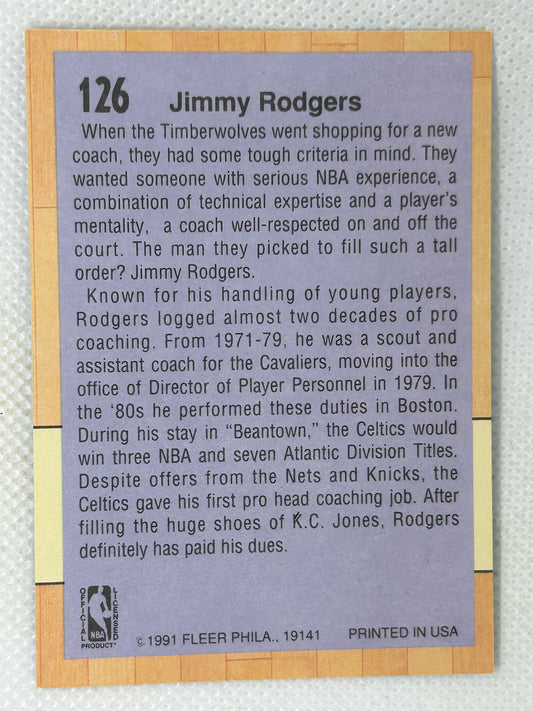 126 Jimmy Rodgers
When the Timberwolves went shopping for a new
coach, they had some tough criteria in mind. They
wanted someone with serious NBA experience, a
combination of technical expertise and a player's
mentality, a coach well-respected on and off the
court. The man they picked to fill such a tall
order? Jimmy Rodgers.
Known for his handling of young players,
Rodgers logged almost two decades of pro
coaching. From 1971-79, he was a scout and
assistant coach for the Cavaliers, moving into the
office of Director of Player Personnel in 1979. In
the '80s he performed these duties in Boston.
During his stay in “Beantown,” the Celtics would
win three NBA and seven Atlantic Division Titles.
Despite offers from the Nets and Knicks, the
Celtics gave his first pro head coaching job. After
filling the huge shoes of K.C. Jones, Rodgers
definitely has paid his dues.
OFFICIAL LICENSED
NBA
PRODUCT
© 1991 FLEER PHILA., 19141 PRINTED IN USA